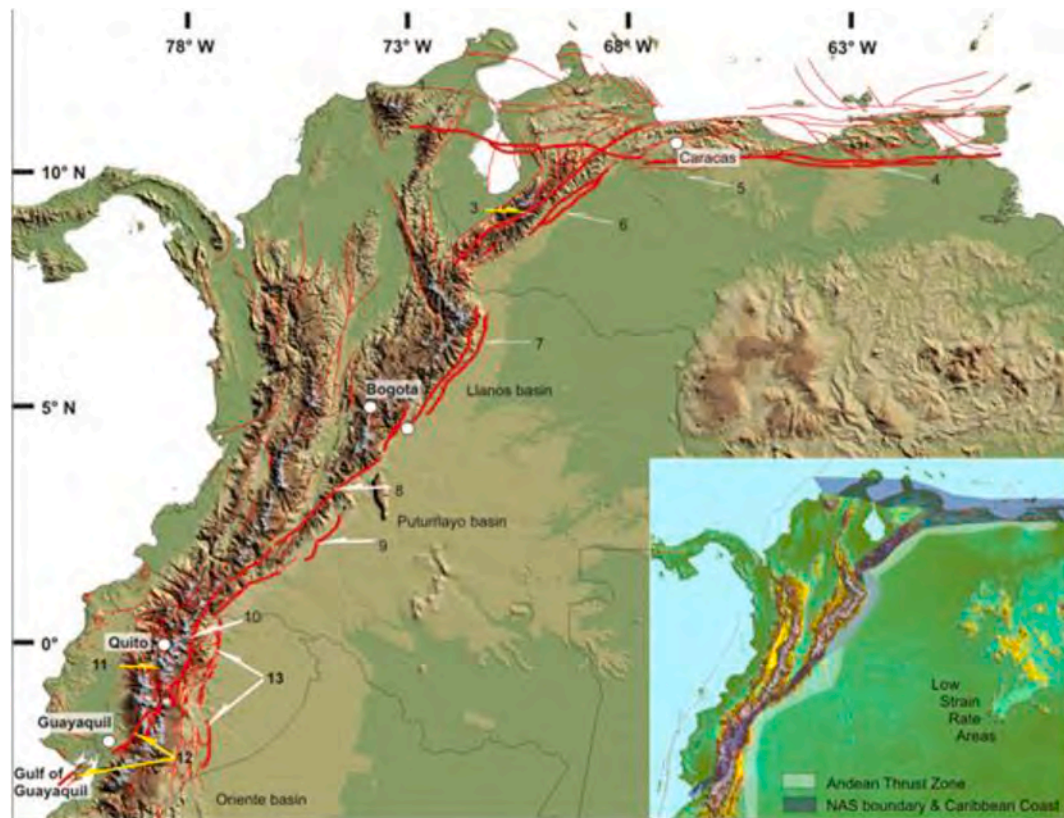 78° W
73° W
68° W
63° W
10° N
Caracas
5
4
3
6
7
Bogota
Llanos basin
5° N
8
Putumayo basin
9
10
0°
Quito
11
13
Low
Strain
Rate
Areas
Guayaquil
12
Gulf of
Guayaquil
Oriente basin
Andean Thrust Zone
NAS boundary & Caribbean Coast